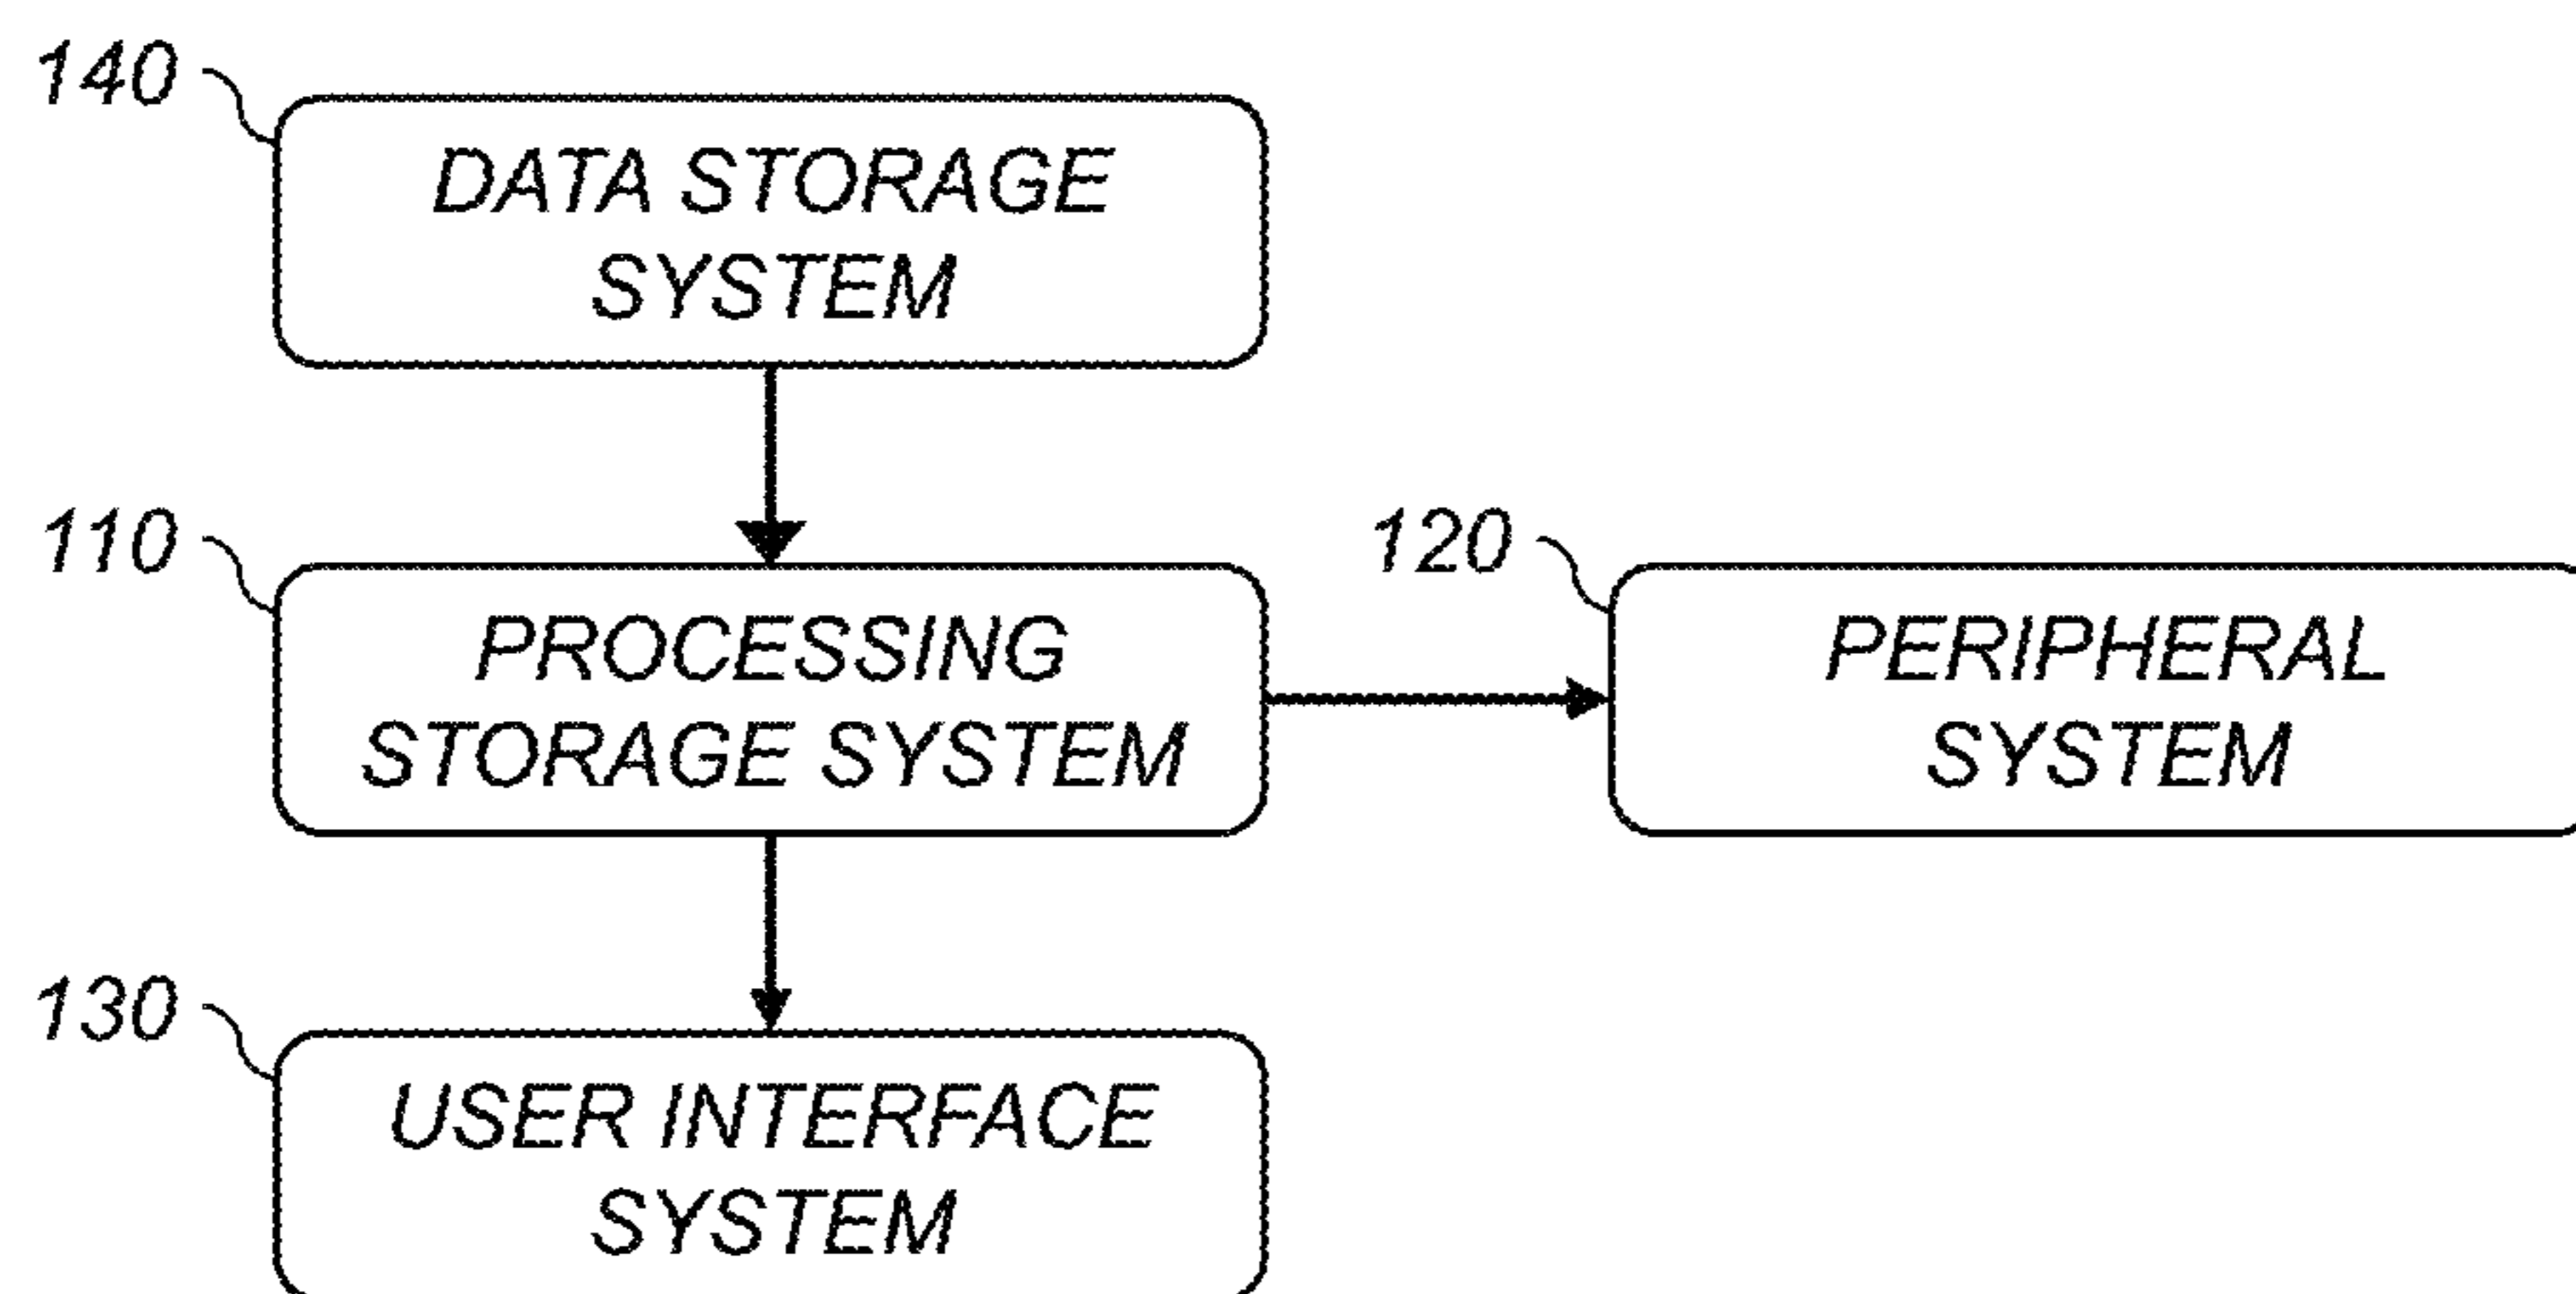 140
DATA STORAGE
SYSTEM
110
PROCESSING
STORAGE SYSTEM
120
PERIPHERAL
SYSTEM
130
USER INTERFACE
SYSTEM